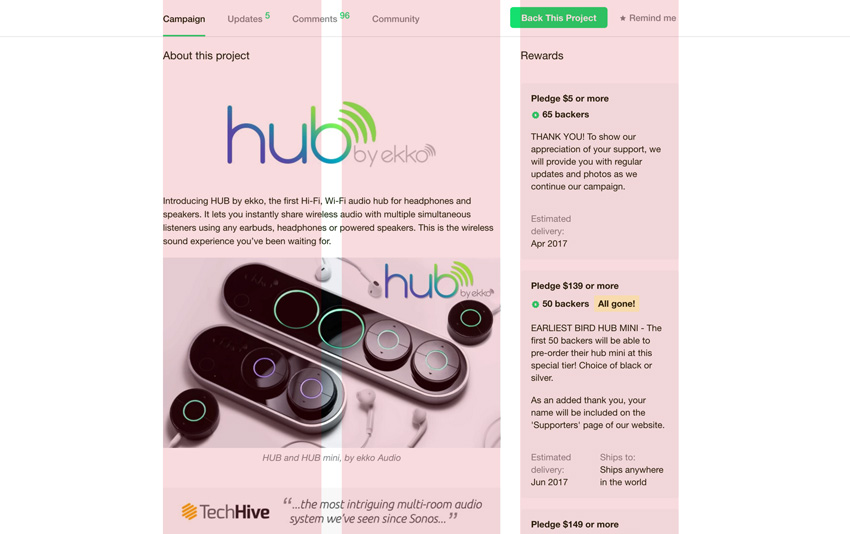 Campaign Updates 5 Comments 96 Community Back This Project Remind me
About this project
hub by ekko
Introducing HUB by ekko, the first Hi-Fi, Wi-Fi audio hub for headphones and
speakers. It lets you instantly share wireless audio with multiple simultaneous
listeners using any earbuds, headphones or powered speakers. This is the wireless
sound experience you've been waiting for.
hub by ekko
HUB and HUB mini, by ekko Audio
TechHive
“...the most intriguing multi-room audio
system we've seen since Sonos...”
Rewards
Pledge $5 or more
65 backers
THANK YOU! To show our
appreciation of your support, we
will provide you with regular
updates and photos as we
continue our campaign.
Estimated
delivery:
Apr 2017
Pledge $139 or more
50 backers All gone!
EARLIEST BIRD HUB MINI - The
first 50 backers will be able to
pre-order their hub mini at this
special tier! Choice of black or
silver.
As an added thank you, your
name will be included on the
'Supporters' page of our website.
Estimated
delivery:
Jun 2017
Ships to:
Ships anywhere
in the world
Pledge $149 or more